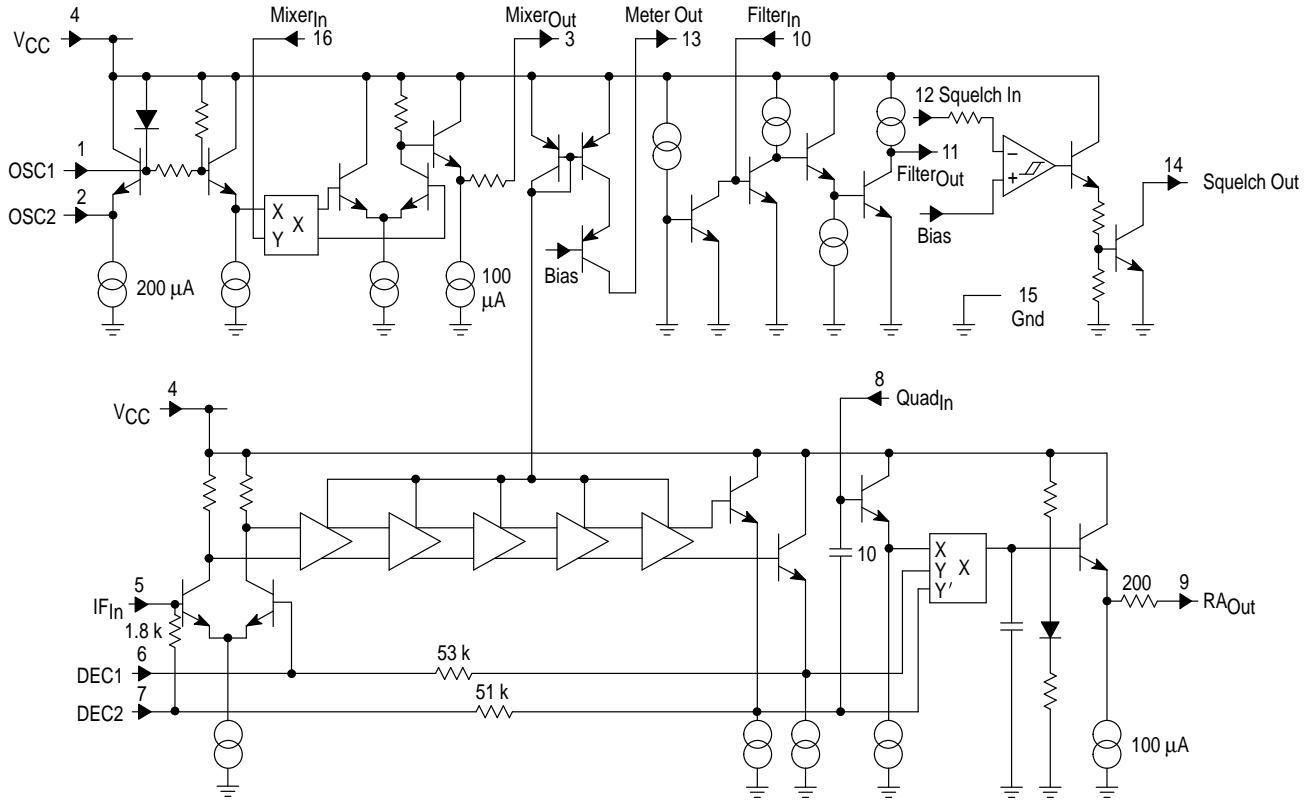 4
VCC
MixerIn
16
MixerOut
3
Meter Out
13
FilterIn
10
12 Squelch In
1
OSC1
2
OSC2
X
Y
X
200 µA
100
µA
Bias
11
FilterOut
−
+
Bias
14
Squelch Out
15
Gnd
4
VCC
8
QuadIn
10
X
Y
Y′
X
5
IFIn
1.8 k
200
9
RAOut
6
DEC1
53 k
7
DEC2
51 k
100 µA